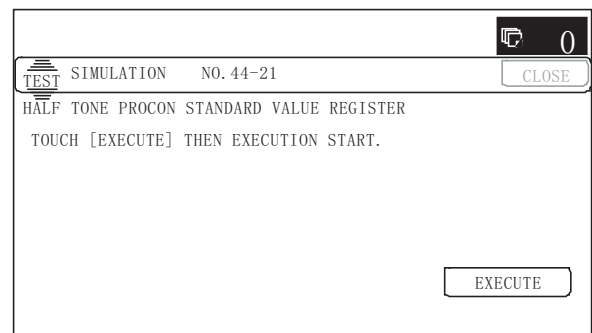 0
TEST SIMULATION NO.44-21 CLOSE
HALF TONE PROCON STANDARD VALUE REGISTER
TOUCH [EXECUTE] THEN EXECUTION START.
EXECUTE